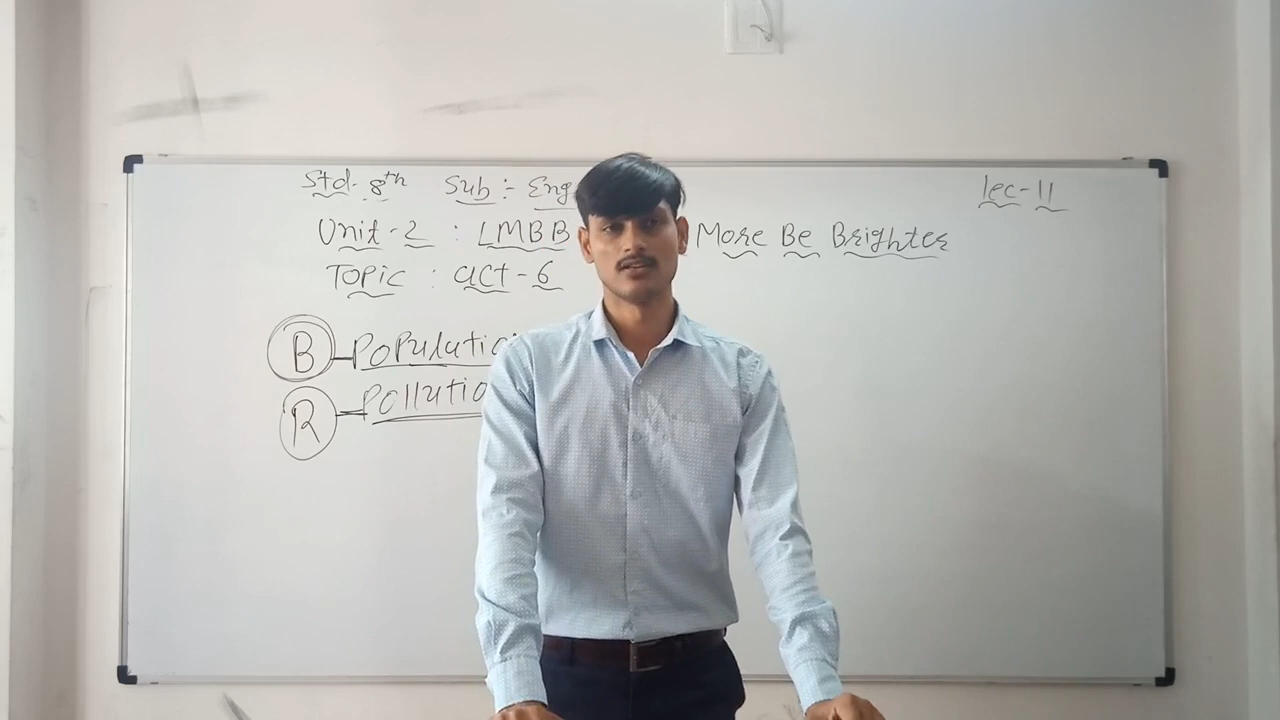 Std- 8th Sub :- Eng
lec-11
Unit-2 : LMBB More Be Brighter
Topic : act-6
B - Populatio
R - Pollutio